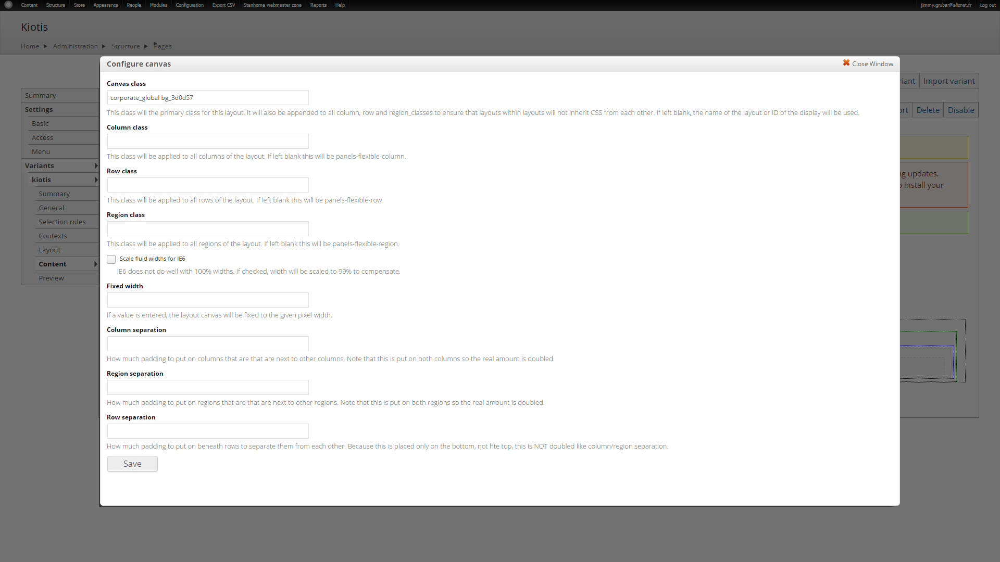 Content Structure Store Appearance People Modules Configuration Export CSV Stanhome webmaster zone Reports Help jimmy.gruber@aliznet.fr Log out
Kiotis
Home Administration Structure Pages
Configure canvas Close Window
Canvas class
corporate_global bg_3d0d57
This class will the primary class for this layout. It will also be appended to all column, row and region_classes to ensure that layouts within layouts will not inherit CSS from each other. If left blank, the name of the layout or ID of the display will be used.
Column class
This class will be applied to all columns of the layout. If left blank this will be panels-flexible-column.
Row class
This class will be applied to all rows of the layout. If left blank this will be panels-flexible-row.
Region class
This class will be applied to all regions of the layout. If left blank this will be panels-flexible-region.
Scale fluid widths for IE6
IE6 does not do well with 100% widths. If checked, width will be scaled to 99% to compensate.
Fixed width
If a value is entered, the layout canvas will be fixed to the given pixel width.
Column separation
How much padding to put on columns that are that are next to other columns. Note that this is put on both columns so the real amount is doubled.
Region separation
How much padding to put on regions that are that are next to other regions. Note that this is put on both regions so the real amount is doubled.
Row separation
How much padding to put on beneath rows to separate them from each other. Because this is placed only on the bottom, not hte top, this is NOT doubled like column/region separation.
Save
Summary
Settings
Basic
Access
Menu
Variants
kiotis
Summary
General
Selection rules
Contexts
Layout
Content
Preview
Import variant
Delete Disable
updates.
install your